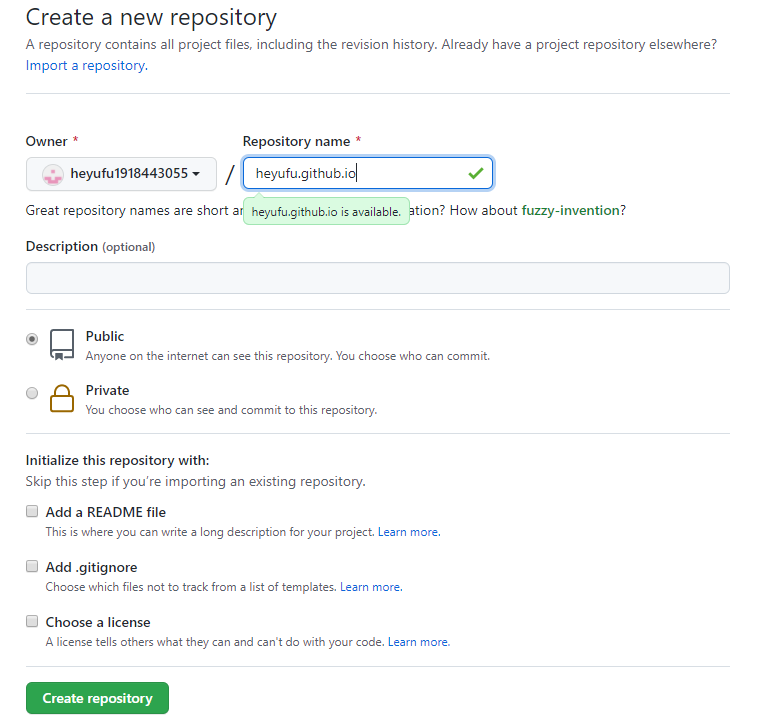 Create a new repository
A repository contains all project files, including the revision history. Already have a project repository elsewhere?
Import a repository.
Owner *
Repository name *
heyufu1918443055
/
heyufu.github.io
Great repository names are short
heyufu.github.io is available.
How about fuzzy-invention?
Description (optional)
Public
Anyone on the internet can see this repository. You choose who can commit.
Private
You choose who can see and commit to this repository.
Initialize this repository with:
Skip this step if you're importing an existing repository.
Add a README file
This is where you can write a long description for your project. Learn more.
Add .gitignore
Choose which files not to track from a list of templates. Learn more.
Choose a license
A license tells others what they can and can't do with your code. Learn more.
Create repository